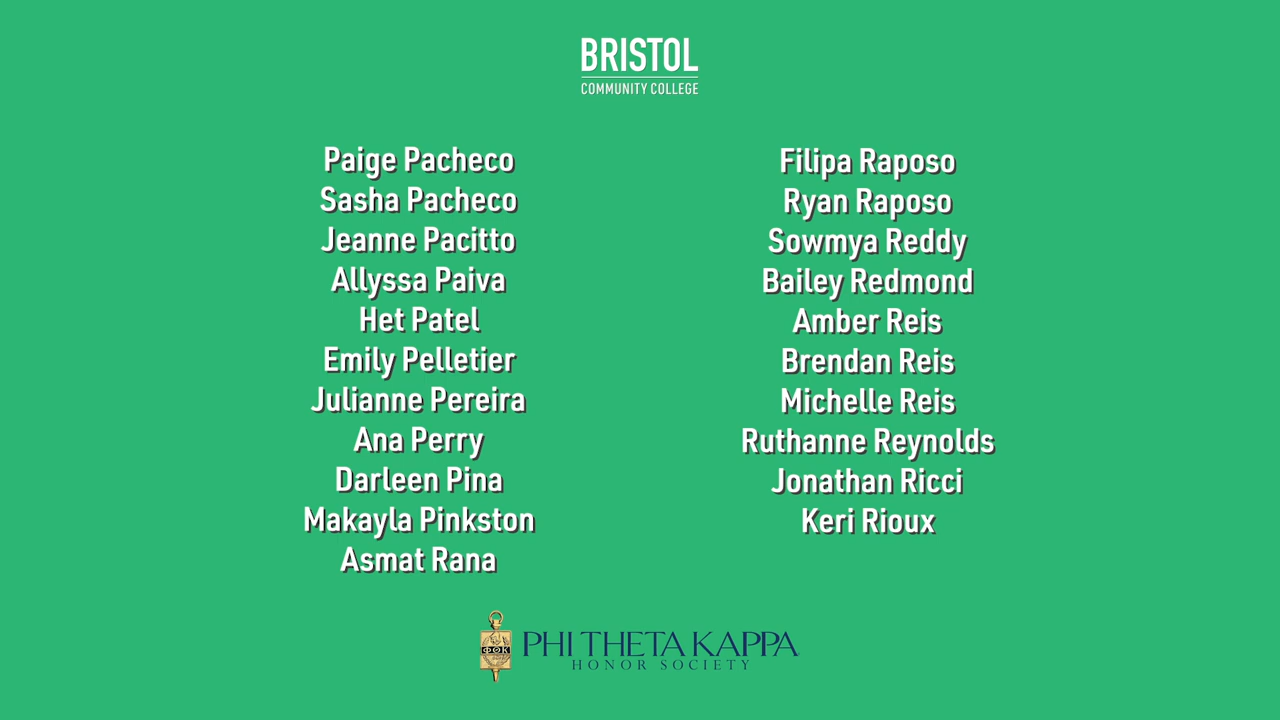 BRISTOL
COMMUNITY COLLEGE
Paige Pacheco
Sasha Pacheco
Jeanne Pacitto
Allyssa Paiva
Het Patel
Emily Pelletier
Julianne Pereira
Ana Perry
Darleen Pina
Makayla Pinkston
Asmat Rana
Filipa Raposo
Ryan Raposo
Sowmya Reddy
Bailey Redmond
Amber Reis
Brendan Reis
Michelle Reis
Ruthanne Reynolds
Jonathan Ricci
Keri Rioux
ΦΘΚ
PHI THETA KAPPA
HONOR SOCIETY